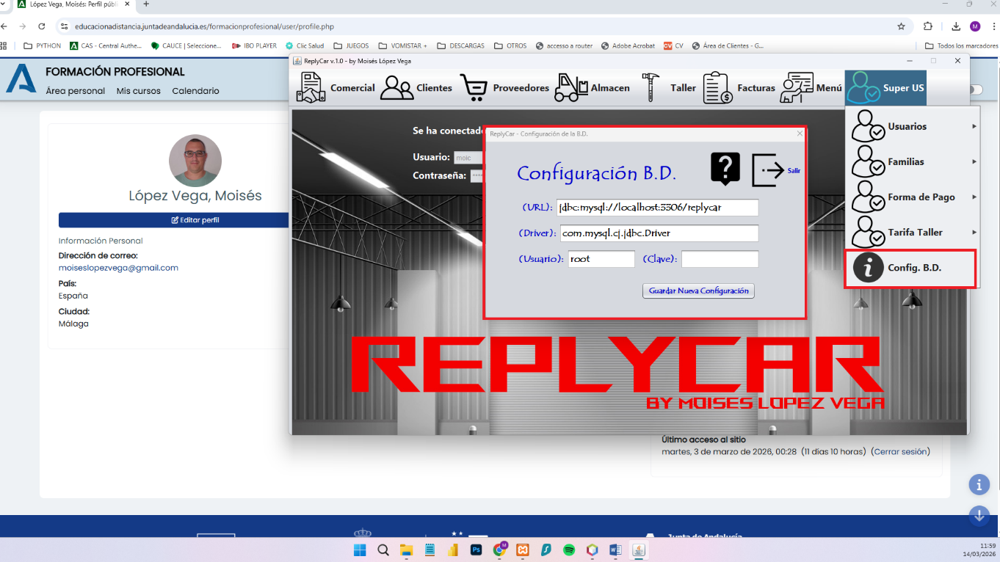 López Vega, Moisés: Perfil públi
educacionadistancia.juntadeandalucia.es/formacionprofesional/user/profile.php
PYTHON
CAS - Central Authe...
CAUCE | Seleccione...
IBO PLAYER
Clic Salud
JUEGOS
VOMISTAR +
DESCARGAS
OTROS
accceso a router
Adobe Acrobat
CV
Área de Clientes - G...
Todos los marcadores
FORMACIÓN PROFESIONAL
Área personal Mis cursos Calendario
López Vega, Moisés
Editar perfil
Información Personal
Dirección de correo:
moiseslopezvega@gmail.com
País:
España
Ciudad:
Málaga
ReplyCar v.1.0 - by Moisés López Vega
Comercial Clientes Proveedores Almacen Taller Facturas Menú Super US
Usuarios
Familias
Forma de Pago
Tarifa Taller
Config. B.D.
Se ha conectado
Usuario: moic
Contraseña:
ReplyCar - Configuración de la B.D.
Configuración B.D.
Salir
(URL): jdbc:mysql://localhost:3306/replycar
(Driver): com.mysql.cj.jdbc.Driver
(Usuario): root (Clave):
Guardar Nueva Configuración
REPLYCAR
BY MOISES LOPEZ VEGA
Último acceso al sitio
martes, 3 de marzo de 2026, 00:28 (11 días 10 horas) (Cerrar sesión)
Junta de Andalucía
11:59
14/03/2026